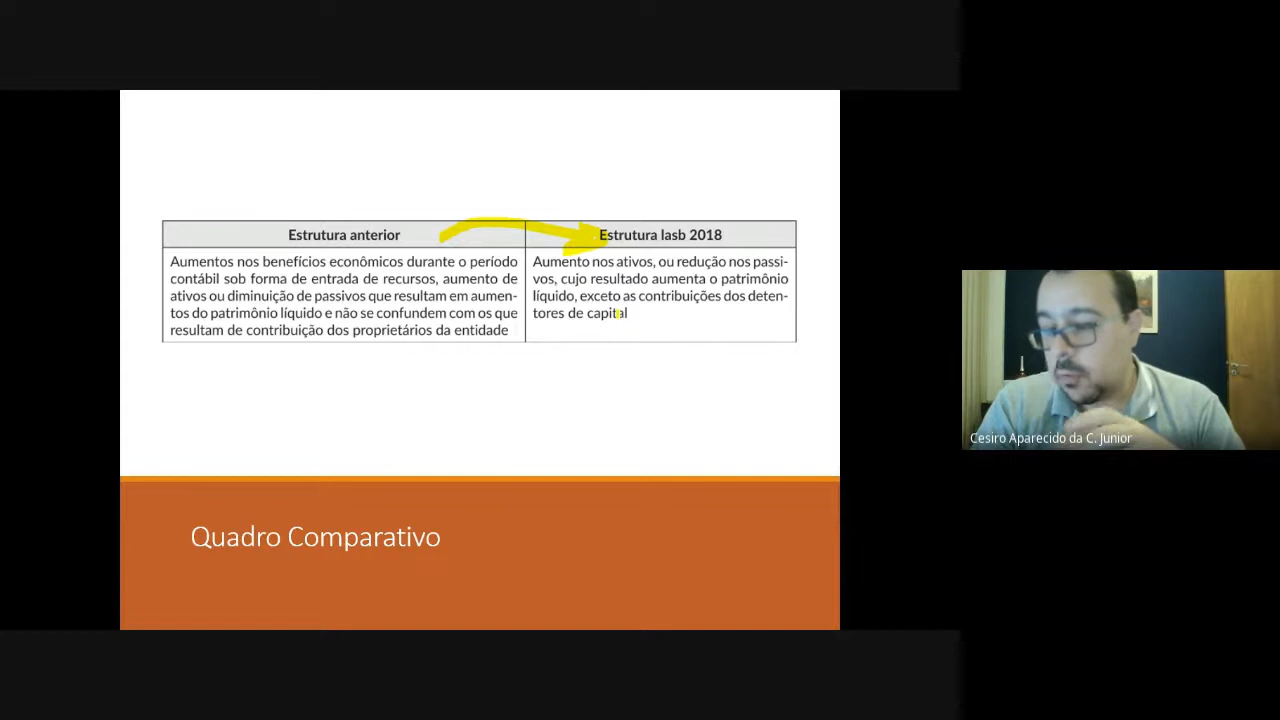 Estrutura anterior
Estrutura Iasb 2018
Aumentos nos benefícios econômicos durante o período
contábil sob forma de entrada de recursos, aumento de
ativos ou diminuição de passivos que resultam em aumen-
tos do patrimônio líquido e não se confundem com os que
resultam de contribuição dos proprietários da entidade
Aumento nos ativos, ou redução nos passi-
vos, cujo resultado aumenta o patrimônio
líquido, exceto as contribuições dos deten-
tores de capital
Quadro Comparativo
Cesiro Aparecido da C. Junior